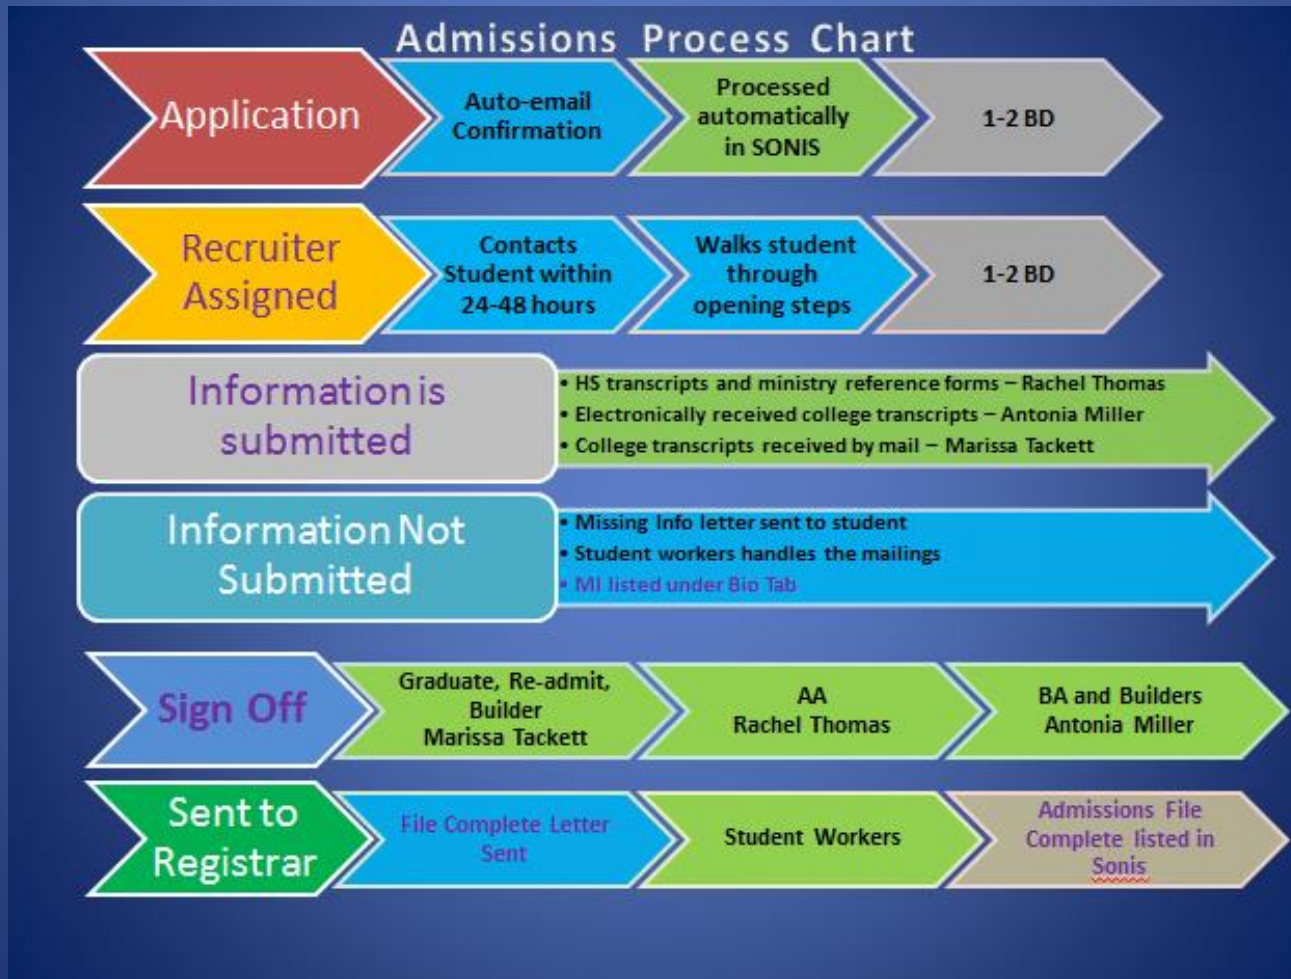 Admissions Process Chart
Application
Auto-email
Confirmation
Processed
automatically
in SONIS
1-2 BD
Recruiter
Assigned
Contacts
Student within
24-48 hours
Walks student
through
opening steps
1-2 BD
Information is
submitted
• HS transcripts and ministry reference forms – Rachel Thomas
• Electronically received college transcripts – Antonia Miller
• College transcripts received by mail – Marissa Tackett
Information Not
Submitted
• Missing Info letter sent to student
• Student workers handles the mailings
• MI listed under Bio Tab
Sign Off
Graduate, Re-admit,
Builder
Marissa Tackett
AA
Rachel Thomas
BA and Builders
Antonia Miller
Sent to
Registrar
File Complete Letter
Sent
Student Workers
Admissions File
Complete listed in
Sonis